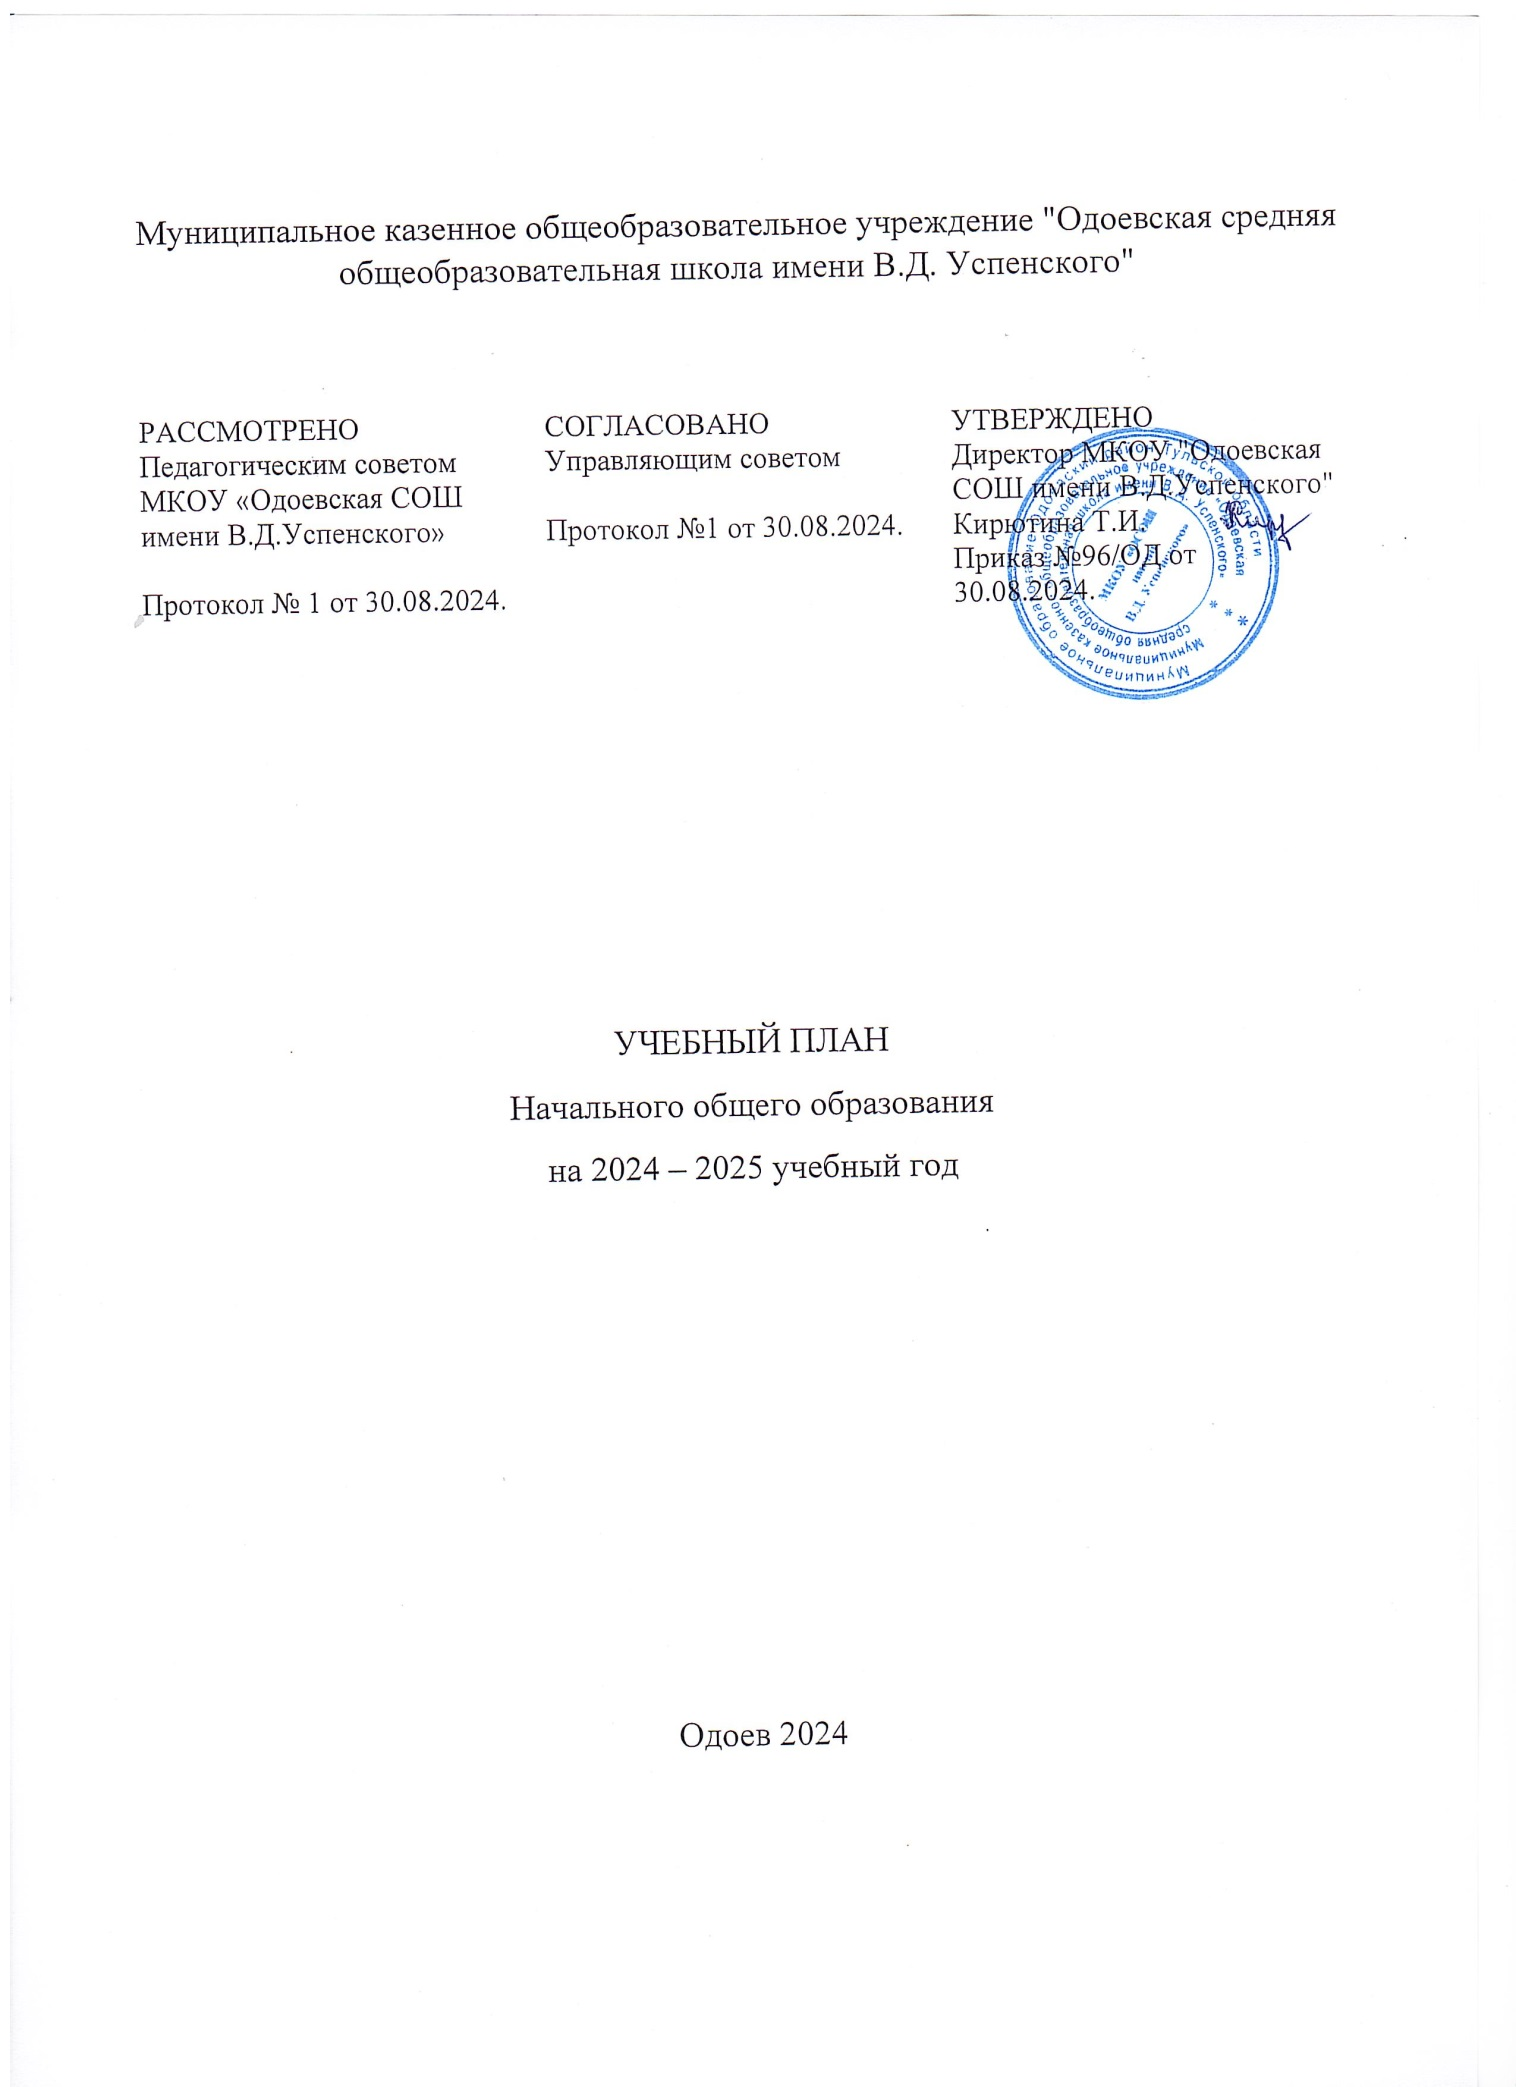 Муниципальное казенное общеобразовательное учреждение "Одоевская средняя
общеобразовательная школа имени В.Д. Успенского"
РАССМОТРЕНО
Педагогическим советом
МКОУ «Одоевская СОШ
имени В.Д.Успенского»
Протокол № 1 от 30.08.2024.
СОГЛАСОВАНО
Управляющим советом
Протокол №1 от 30.08.2024.
УТВЕРЖДЕНО
Директор МКОУ "Одоевская
СОШ имени В.Д.Успенского"
Кирютина Т.И.
Приказ №96/ОД от
30.08.2024.
УЧЕБНЫЙ ПЛАН
Начального общего образования
на 2024 – 2025 учебный год
Одоев 2024